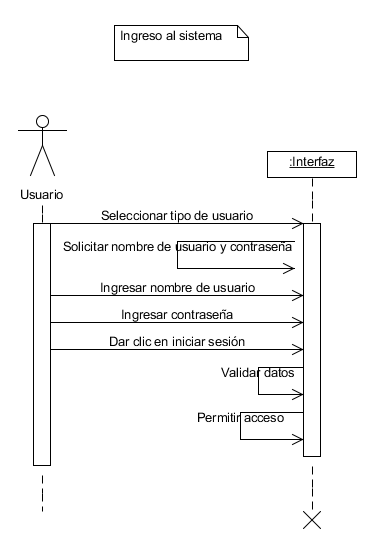 Ingreso al sistema
:Interfaz
Usuario
Seleccionar tipo de usuario
Solicitar nombre de usuario y contraseña
Ingresar nombre de usuario
Ingresar contraseña
Dar clic en iniciar sesión
Validar datos
Permitir acceso